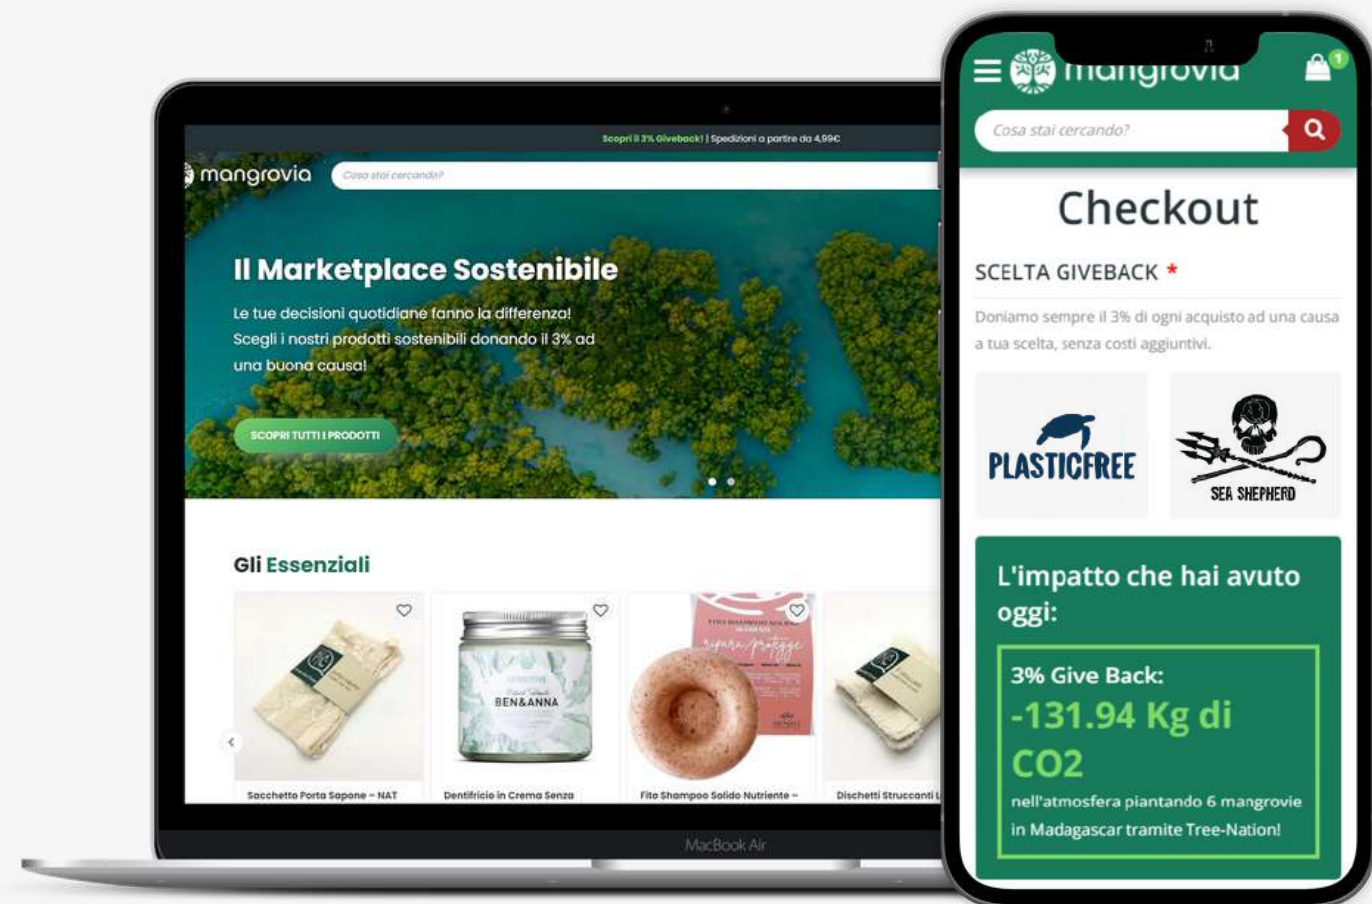 Scopri il 3% Giveback! | Spedizioni a partire da 4,99€
mangrovia
Cosa stai cercando?
Il Marketplace Sostenibile
Le tue decisioni quotidiane fanno la differenza!
Scegli i nostri prodotti sostenibili donando il 3% ad
una buona causa!
SCOPRI TUTTI I PRODOTTI
Gli Essenziali
SENSITIVE
BEN&ANNA
ripara/protegge
Sacchetto Porta Sapone – NAT
Dentifricio in Crema Senza
Fito Shampoo Solido Nutriente –
Dischetti Struccanti L
MacBook Air
mangrovia
1
Cosa stai cercando?
Checkout
SCELTA GIVEBACK *
Doniamo sempre il 3% di ogni acquisto ad una causa
a tua scelta, senza costi aggiuntivi.
PLASTICFREE
SEA SHEPHERD
L'impatto che hai avuto
oggi:
3% Give Back:
-131.94 Kg di
CO2
nell'atmosfera piantando 6 mangrovie
in Madagascar tramite Tree-Nation!